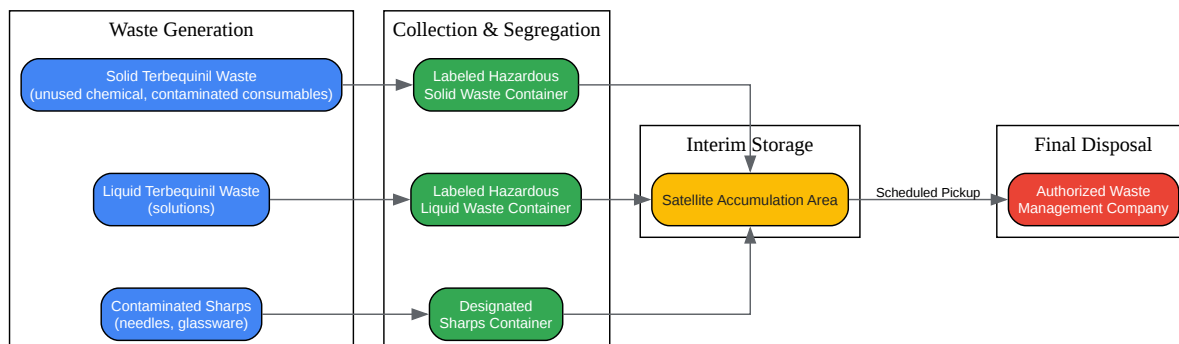 Waste Generation
Solid Terbequinil Waste
(unused chemical, contaminated consumables)
Liquid Terbequinil Waste
(solutions)
Contaminated Sharps
(needles, glassware)
Collection & Segregation
Labeled Hazardous
Solid Waste Container
Labeled Hazardous
Liquid Waste Container
Designated
Sharps Container
Interim Storage
Satellite Accumulation Area
Scheduled Pickup
Final Disposal
Authorized Waste
Management Company